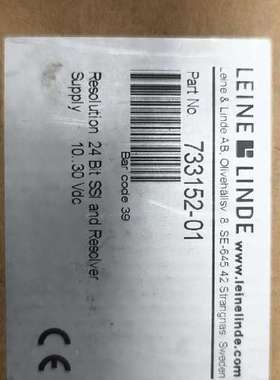 LEINE LINDE www.leinelinde.com
Leine & Linde AB, Olivehällsv. 8, SE-645 42 Strängnäs, Sweden
Part No 733152-01
Bar code 39
Resolution 24 Bit SSI and Resolver
Supply 10...30 Vdc
CE